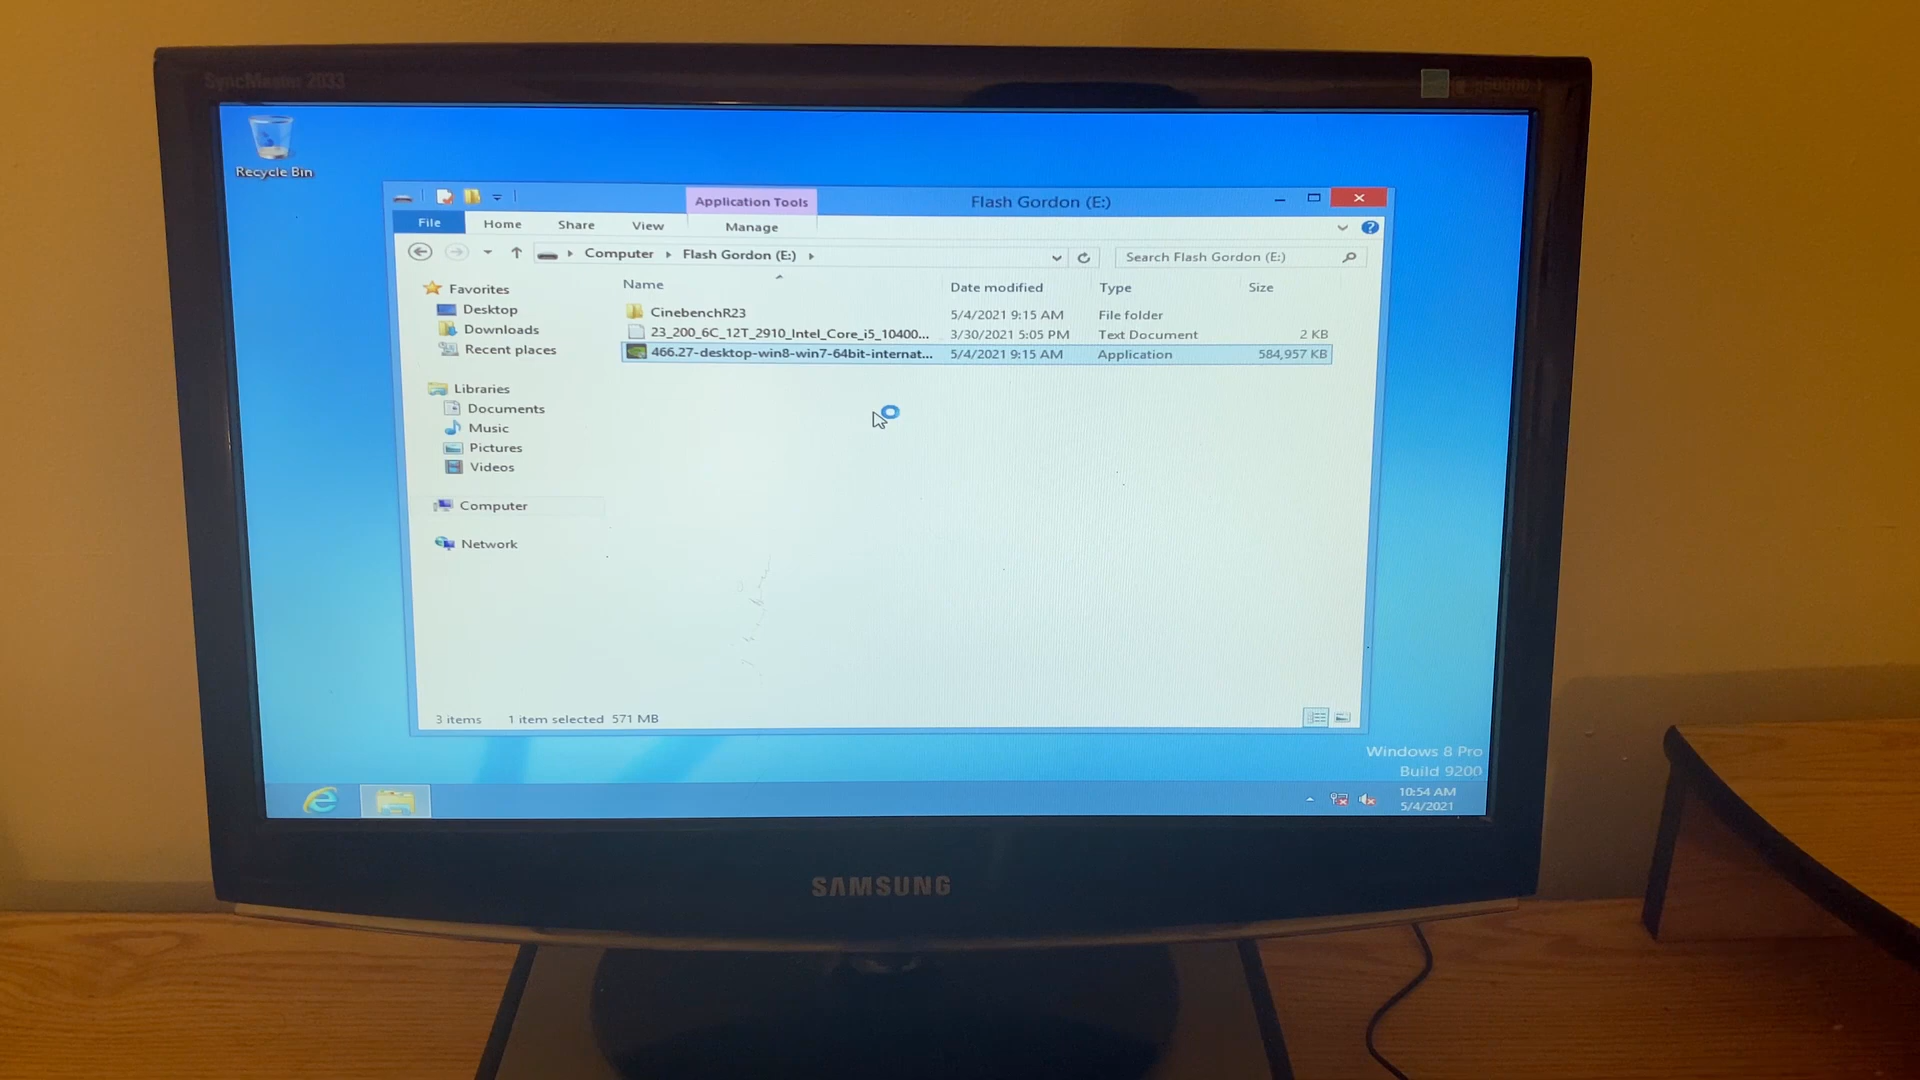 SyncMaster 2033
Recycle Bin
Application Tools
Flash Gordon (E:)
File
Home
Share
View
Manage
Computer
Flash Gordon (E:)
Search Flash Gordon (E:)
Name
Date modified
Type
Size
Favorites
Desktop
Downloads
Recent places
Libraries
Documents
Music
Pictures
Videos
Computer
Network
CinebenchR23 5/4/2021 9:15 AM File folder
23_200_6C_12T_2910_Intel_Core_i5_10400... 3/30/2021 5:05 PM Text Document 2 KB
466.27-desktop-win8-win7-64bit-internat... 5/4/2021 9:15 AM Application 584,957 KB
3 items 1 item selected 571 MB
Windows 8 Pro
Build 9200
10:54 AM
5/4/2021
SAMSUNG